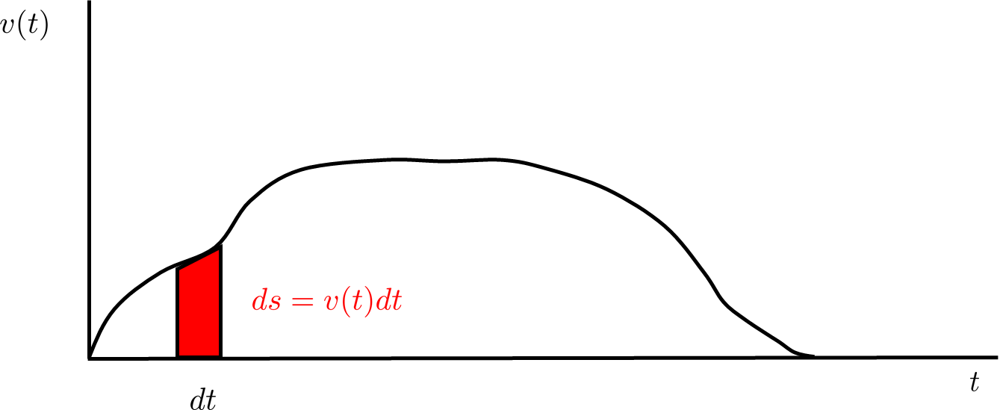 v(t)
ds = v(t)dt
t
dt